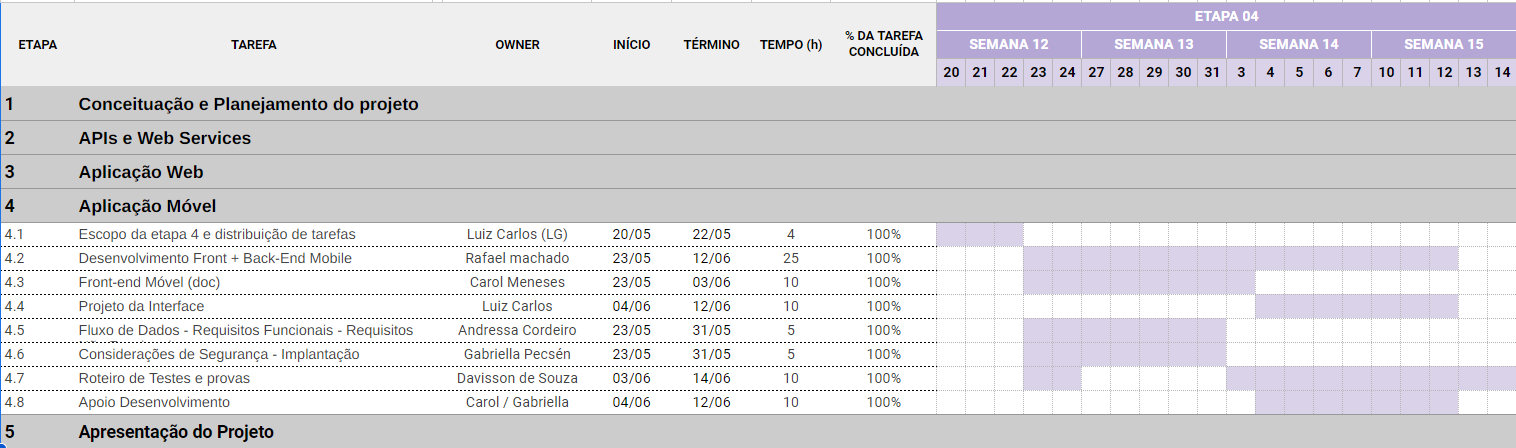 ETAPA 04
ETAPA TAREFA OWNER INÍCIO TÉRMINO TEMPO (h) % DA TAREFA CONCLUÍDA SEMANA 12 SEMANA 13 SEMANA 14 SEMANA 15
20 21 22 23 24 27 28 29 30 31 3 4 5 6 7 10 11 12 13 14
1 Conceituação e Planejamento do projeto
2 APIs e Web Services
3 Aplicação Web
4 Aplicação Móvel
4.1 Escopo da etapa 4 e distribuição de tarefas Luiz Carlos (LG) 20/05 22/05 4 100%
4.2 Desenvolvimento Front + Back-End Mobile Rafael machado 23/05 12/06 25 100%
4.3 Front-end Móvel (doc) Carol Meneses 23/05 03/06 10 100%
4.4 Projeto da Interface Luiz Carlos 04/06 12/06 10 100%
4.5 Fluxo de Dados - Requisitos Funcionais - Requisitos Andressa Cordeiro 23/05 31/05 5 100%
4.6 Considerações de Segurança - Implantação Gabriella Pecsén 23/05 31/05 5 100%
4.7 Roteiro de Testes e provas Davisson de Souza 03/06 14/06 10 100%
4.8 Apoio Desenvolvimento Carol / Gabriella 04/06 12/06 10 100%
5 Apresentação do Projeto